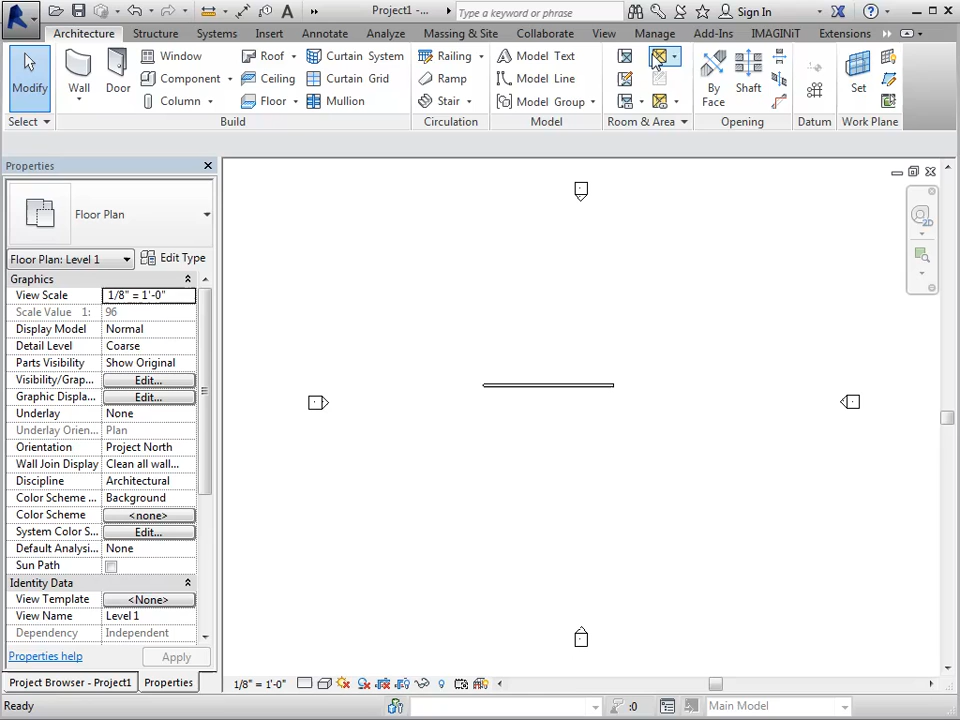 Project1 -...
Type a keyword or phrase
Sign In
Architecture
Structure
Systems
Insert
Annotate
Analyze
Massing & Site
Collaborate
View
Manage
Add-Ins
IMAGINiT
Extensions
Modify
Wall
Door
Window
Component
Column
Roof
Ceiling
Floor
Curtain System
Curtain Grid
Mullion
Railing
Ramp
Stair
Model Text
Model Line
Model Group
By
Face
Shaft
Set
Select
Build
Circulation
Model
Room & Area
Opening
Datum
Work Plane
Properties
Floor Plan
Floor Plan: Level 1
Edit Type
Graphics
View Scale 1/8" = 1'-0"
Scale Value 1: 96
Display Model Normal
Detail Level Coarse
Parts Visibility Show Original
Visibility/Grap... Edit...
Graphic Displa... Edit...
Underlay None
Underlay Orien... Plan
Orientation Project North
Wall Join Display Clean all wall...
Discipline Architectural
Color Scheme ... Background
Color Scheme <none>
System Color S... Edit...
Default Analysi... None
Sun Path
Identity Data
View Template <None>
View Name Level 1
Dependency Independent
Properties help
Apply
Project Browser - Project1
Properties
1/8" = 1'-0"
2D
Ready
:0
Main Model